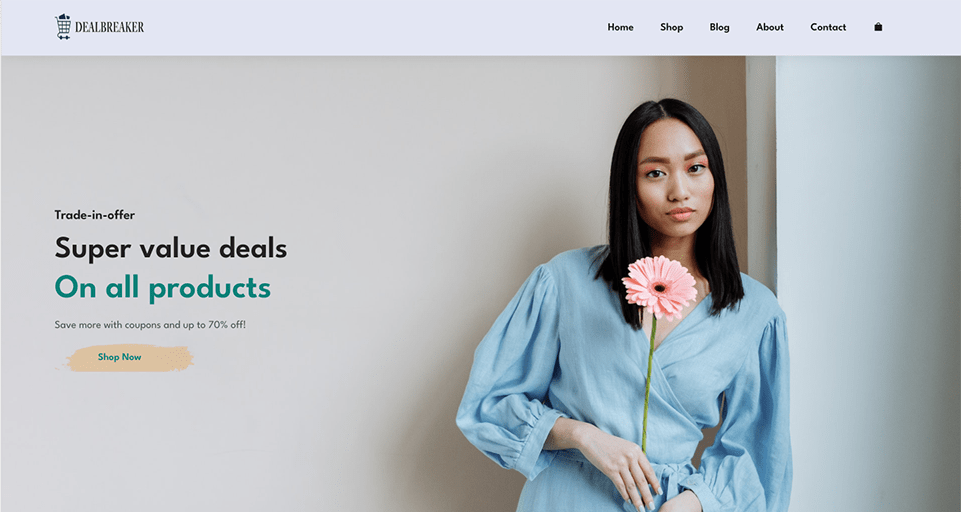 DEALBREAKER
Home Shop Blog About Contact
Trade-in-offer
Super value deals
On all products
Save more with coupons and up to 70% off!
Shop Now